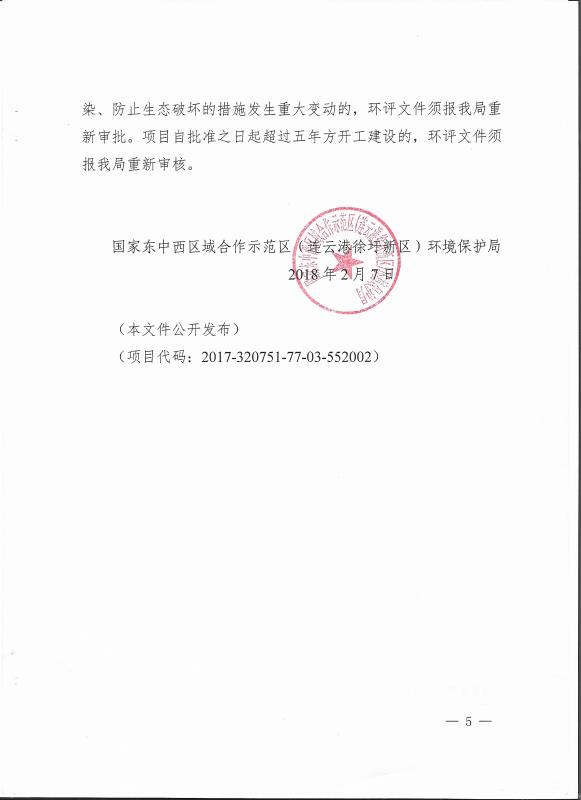 染、防止生态破坏的措施发生重大变动的，环评文件须报我局重
新审批。项目自批准之日起超过五年方开工建设的，环评文件须
报我局重新审核。
国家东中西区域合作示范区（连云港徐圩新区）环境保护局
2018 年 2 月 7 日
（本文件公开发布）
（项目代码：2017-320751-77-03-552002）
— 5 —